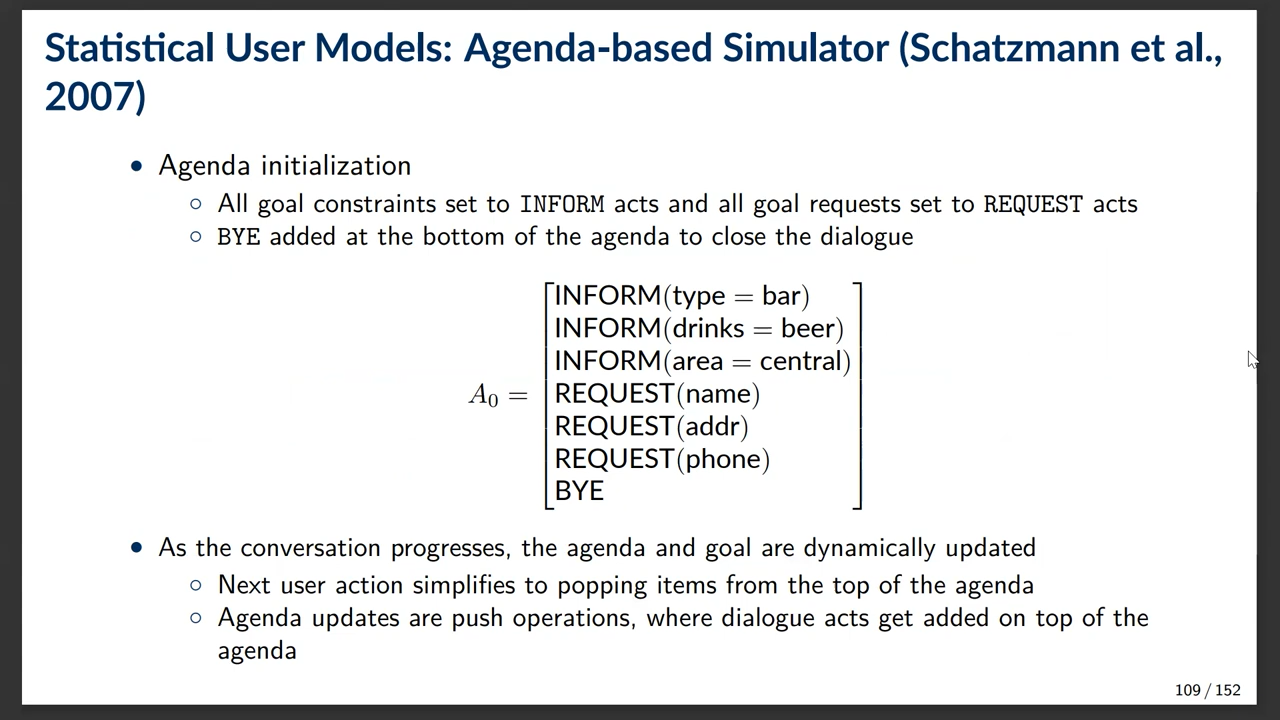 Statistical User Models: Agenda-based Simulator (Schatzmann et al.,
2007)
• Agenda initialization
○ All goal constraints set to INFORM acts and all goal requests set to REQUEST acts
○ BYE added at the bottom of the agenda to close the dialogue
INFORM(type = bar)
INFORM(drinks = beer)
INFORM(area = central)
A₀ = REQUEST(name)
REQUEST(addr)
REQUEST(phone)
BYE
• As the conversation progresses, the agenda and goal are dynamically updated
○ Next user action simplifies to popping items from the top of the agenda
○ Agenda updates are push operations, where dialogue acts get added on top of the
agenda
109 / 152